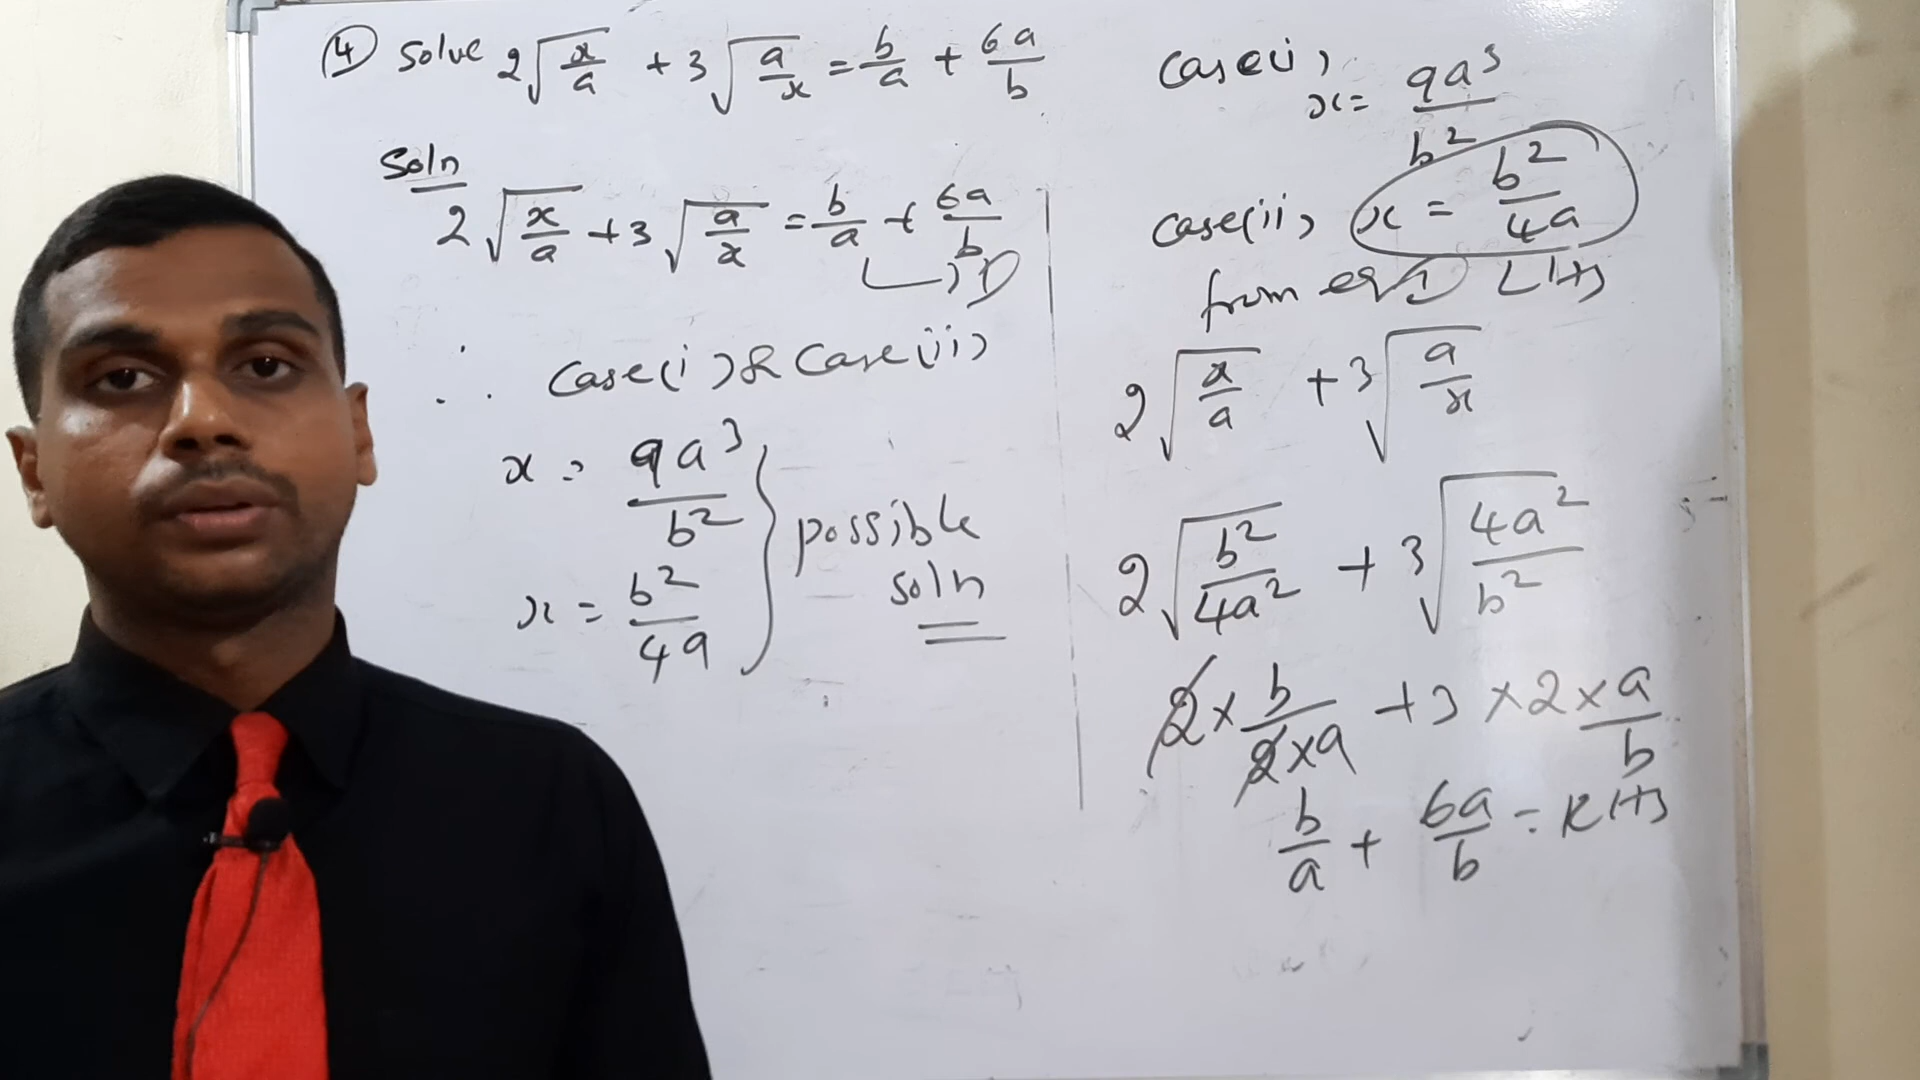 ④ Solve 2√(x/a) + 3√(a/x) = b/a + 6a/b
Soln
2√(x/a) + 3√(a/x) = b/a + 6a/b
→ ①
∴ Case(i) & Case(ii)
x = 9a³/b²
x = b²/4a
} possible
soln
Case(i),
x = 9a³/b²
Case(ii), x = b²/4a
from eq ① LHS
2√(x/a) + 3√(a/x)
2√(b²/4a²) + 3√(4a²/b²)
2 × b/2×a + 3 × 2 × a/b
b/a + 6a/b = RHS